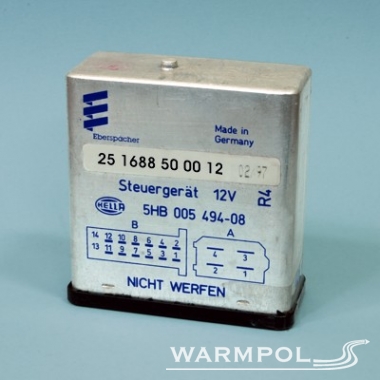 Eberspächer
Made in
Germany
25 1688 50 00 12
02/97
Steuergerät 12V
R4
HELLA
5HB 005 494-08
B
A
14 12 10 8 6 4 2
13 11 9 7 5 3 1
4 3
2 1
NICHT WERFEN
WARMPOL